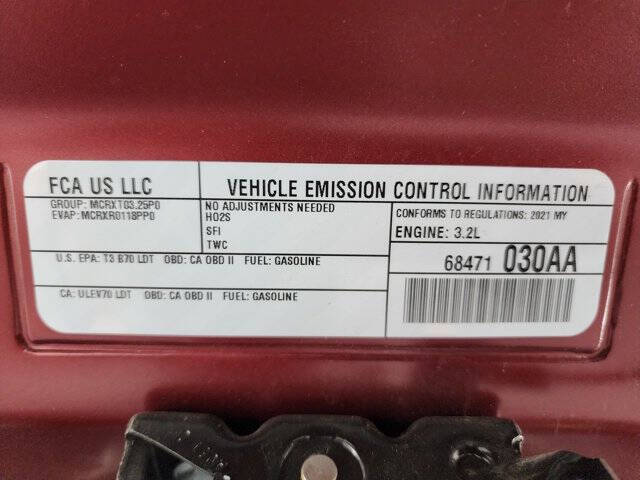 FCA US LLC
VEHICLE EMISSION CONTROL INFORMATION
GROUP: MCRXT03.25P0
EVAP: MCRXR0118PP0
NO ADJUSTMENTS NEEDED
HO2S
SFI
TWC
CONFORMS TO REGULATIONS: 2021 MY
ENGINE: 3.2L
U.S. EPA: T3 B70 LDT OBD: CA OBD II FUEL: GASOLINE
68471 030AA
CA: ULEV70 LDT OBD: CA OBD II FUEL: GASOLINE